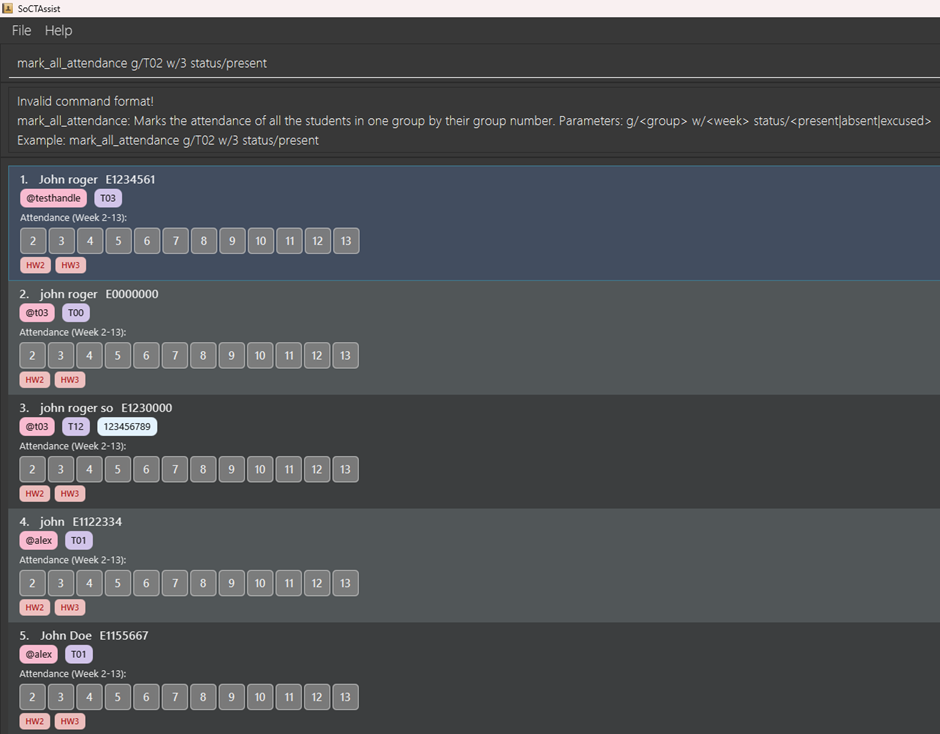 SoCTAssist
File Help
mark_all_attendance g/T02 w/3 status/present
Invalid command format!
mark_all_attendance: Marks the attendance of all the students in one group by their group number. Parameters: g/<group> w/<week> status/<present|absent|excused>
Example: mark_all_attendance g/T02 w/3 status/present
1. John roger E1234561
@testhandle T03
Attendance (Week 2-13):
2 3 4 5 6 7 8 9 10 11 12 13
HW2 HW3
2. john roger E0000000
@t03 T00
Attendance (Week 2-13):
2 3 4 5 6 7 8 9 10 11 12 13
HW2 HW3
3. john roger so E1230000
@t03 T12 123456789
Attendance (Week 2-13):
2 3 4 5 6 7 8 9 10 11 12 13
HW2 HW3
4. john E1122334
@alex T01
Attendance (Week 2-13):
2 3 4 5 6 7 8 9 10 11 12 13
HW2 HW3
5. John Doe E1155667
@alex T01
Attendance (Week 2-13):
2 3 4 5 6 7 8 9 10 11 12 13
HW2 HW3